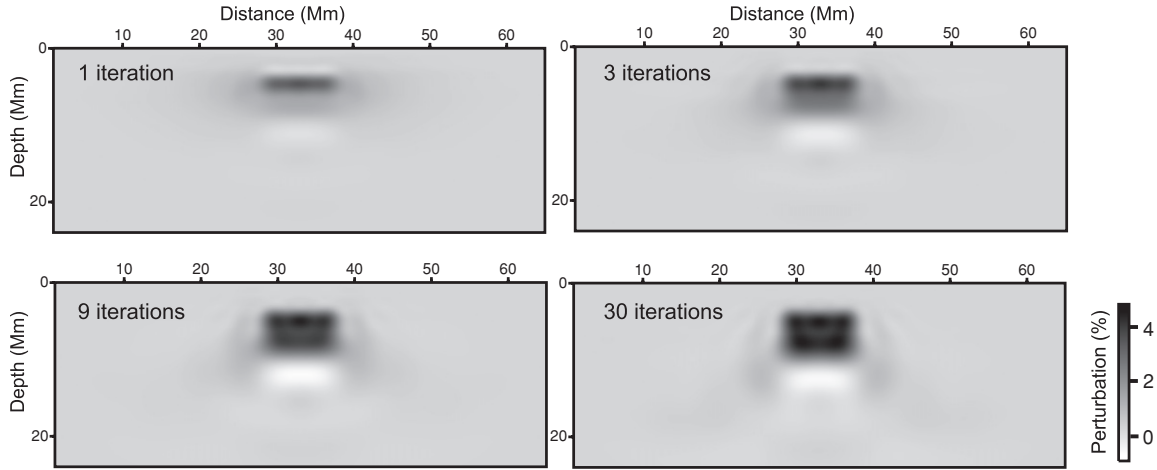 Distance (Mm)
Distance (Mm)
10 20 30 40 50 60
10 20 30 40 50 60
0
0
1 iteration
3 iterations
Depth (Mm)
20
20
10 20 30 40 50 60
10 20 30 40 50 60
0
0
9 iterations
30 iterations
Depth (Mm)
20
20
Perturbation (%)
4
2
0